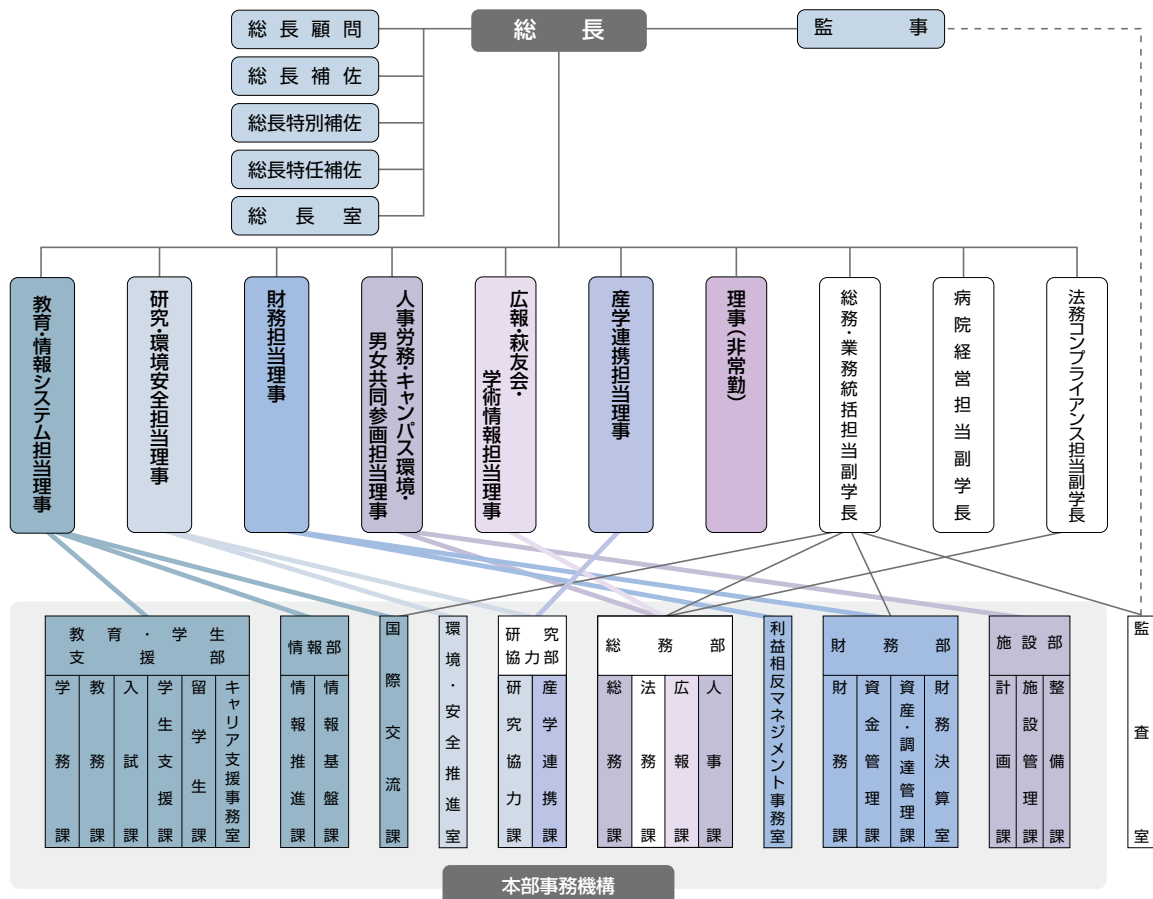 総長
監事
総長顧問
総長補佐
総長特別補佐
総長特任補佐
総長室
教育・情報システム担当理事
研究・環境安全担当理事
財務担当理事
人事労務・キャンパス環境・
男女共同参画担当理事
広報・萩友会・
学術情報担当理事
産学連携担当理事
理事(非常勤)
総務・業務統括担当副学長
病院経営担当副学長
法務コンプライアンス担当副学長
教育・学生
支援部
学務課
教務課
入試課
学生支援課
留学生課
キャリア支援事務室
情報部
情報推進課
情報基盤課
国際交流課
環境・安全推進室
研究
協力部
研究協力課
産学連携課
総務部
総務課
法務課
広報課
人事課
利益相反マネジメント事務室
財務部
財務課
資金管理課
資産・調達管理課
財務決算室
施設部
計画課
施設管理課
整備課
監査室
本部事務機構